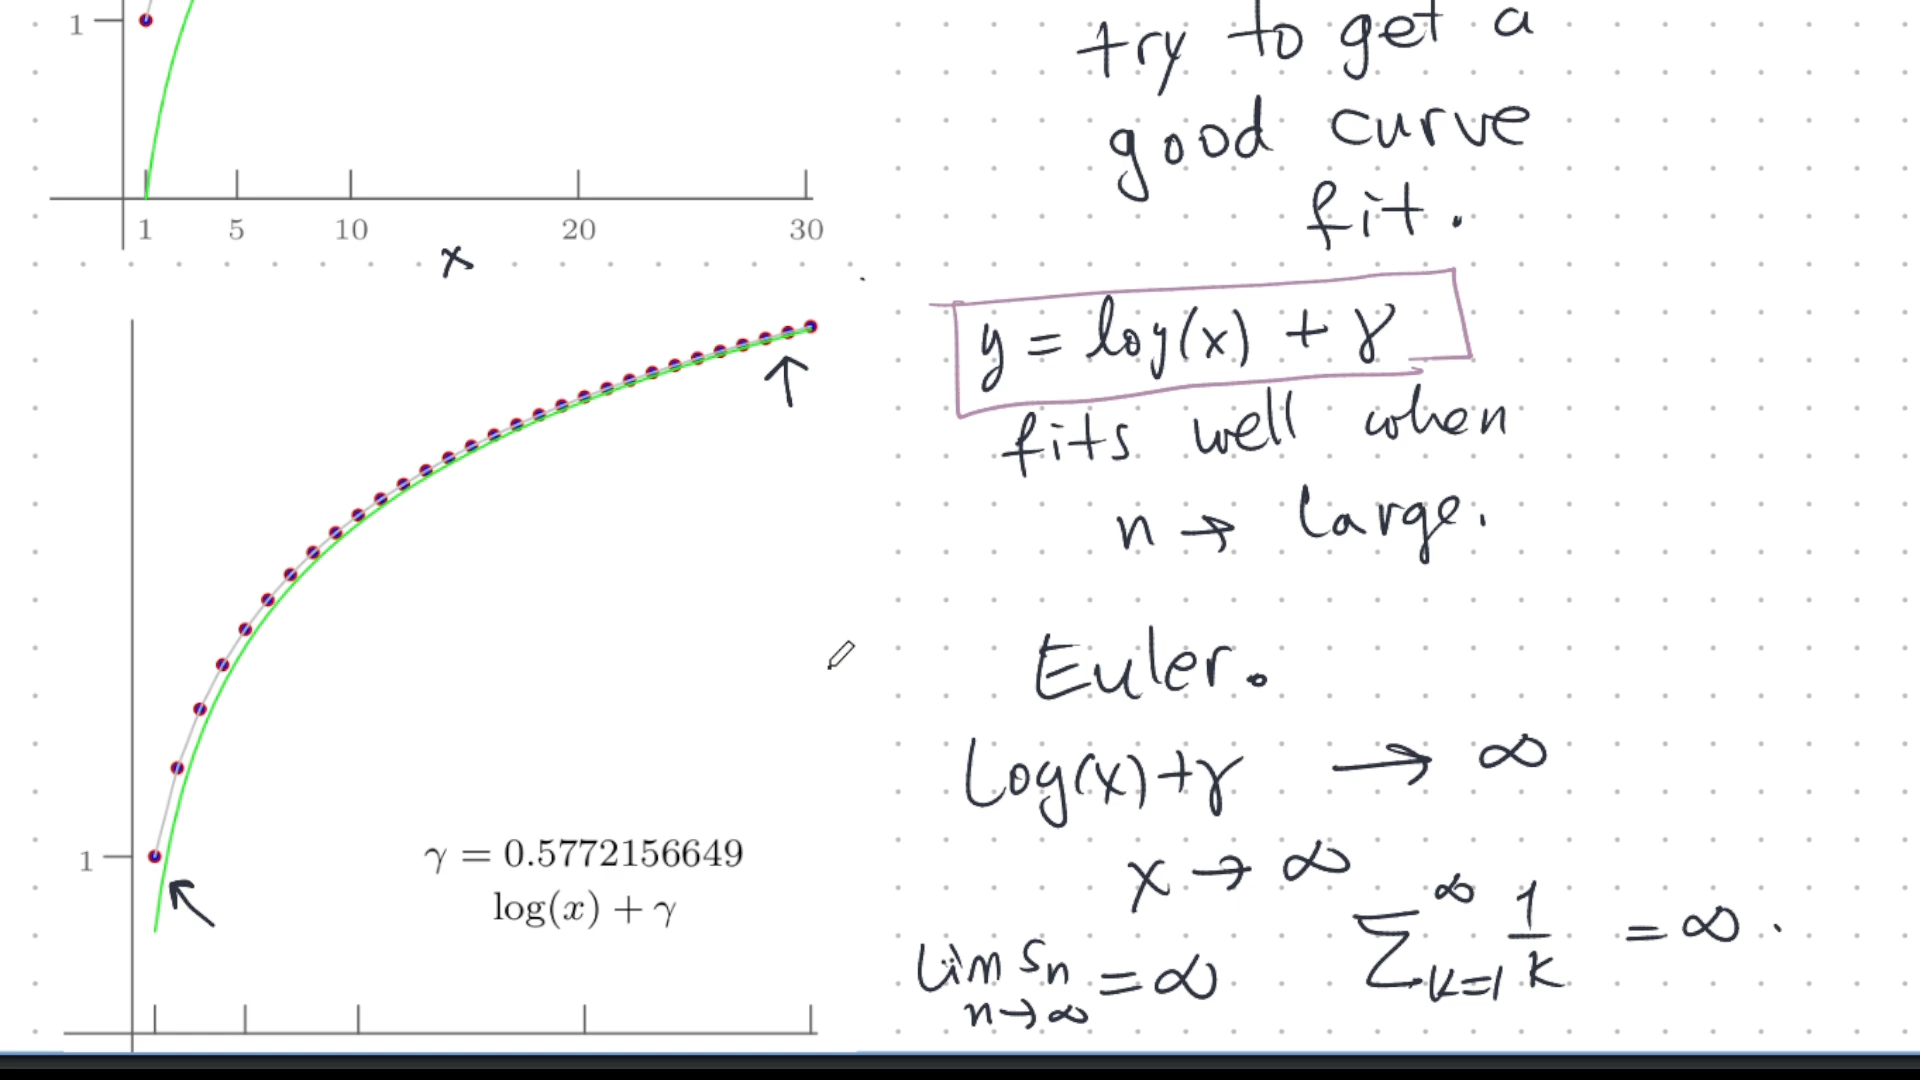 1
1 5 10 20 30
x
1
γ = 0.5772156649
log(x) + γ
try to get a
good curve
fit.
y = log(x) + γ
fits well when
n → large.
Euler.
Log(x)+γ → ∞
x → ∞
lim Sn = ∞
n→∞
∑ ∞ k=1 1/k = ∞.